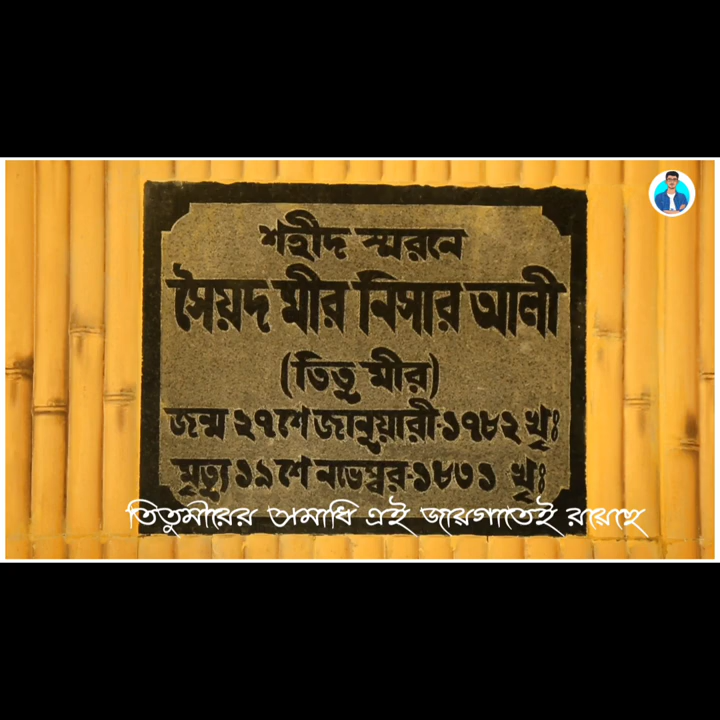 শহীদ স্মরনে
সৈয়দ মীর নিসার আলী
(তিতু মীর)
জন্ম ২৭শে জানুয়ারী-১৭৮২ খৃঃ
মৃত্যু ১৯শে নভেম্বর-১৮৩১ খৃঃ
তিতুমীরের সমাধি এই জায়গাতেই রয়েছে